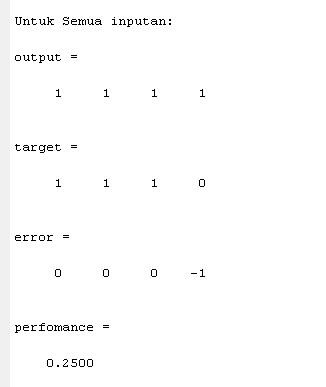 Untuk Semua inputan:
output =
1 1 1 1
target =
1 1 1 0
error =
0 0 0 -1
perfomance =
0.2500